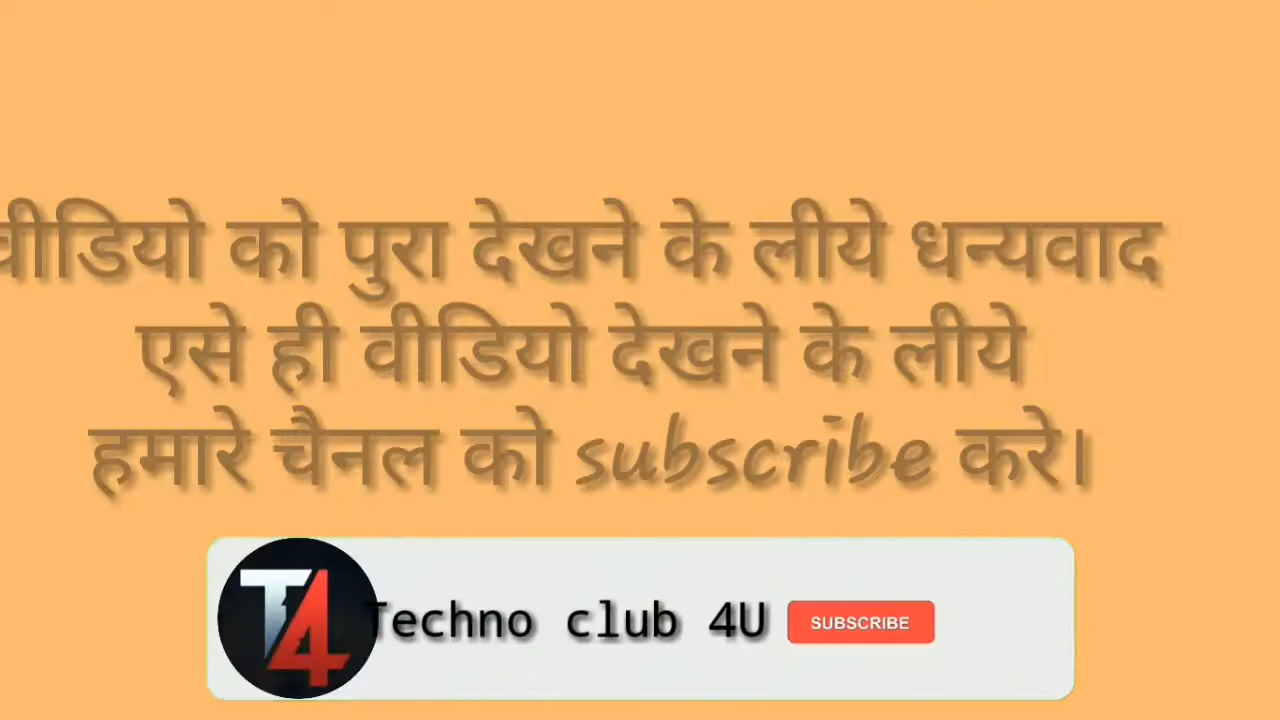 वीडियो को पुरा देखने के लीये धन्यवाद
एसे ही वीडियो देखने के लीये
हमारे चैनल को subscribe करे।
T4
Techno club 4U
SUBSCRIBE